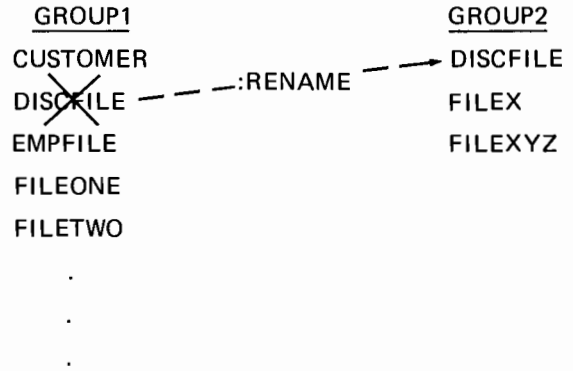 GROUP1
CUSTOMER
DISCFILE
EMPFILE
FILEONE
FILETWO
.
.
.
:RENAME
GROUP2
DISCFILE
FILEX
FILEXYZ